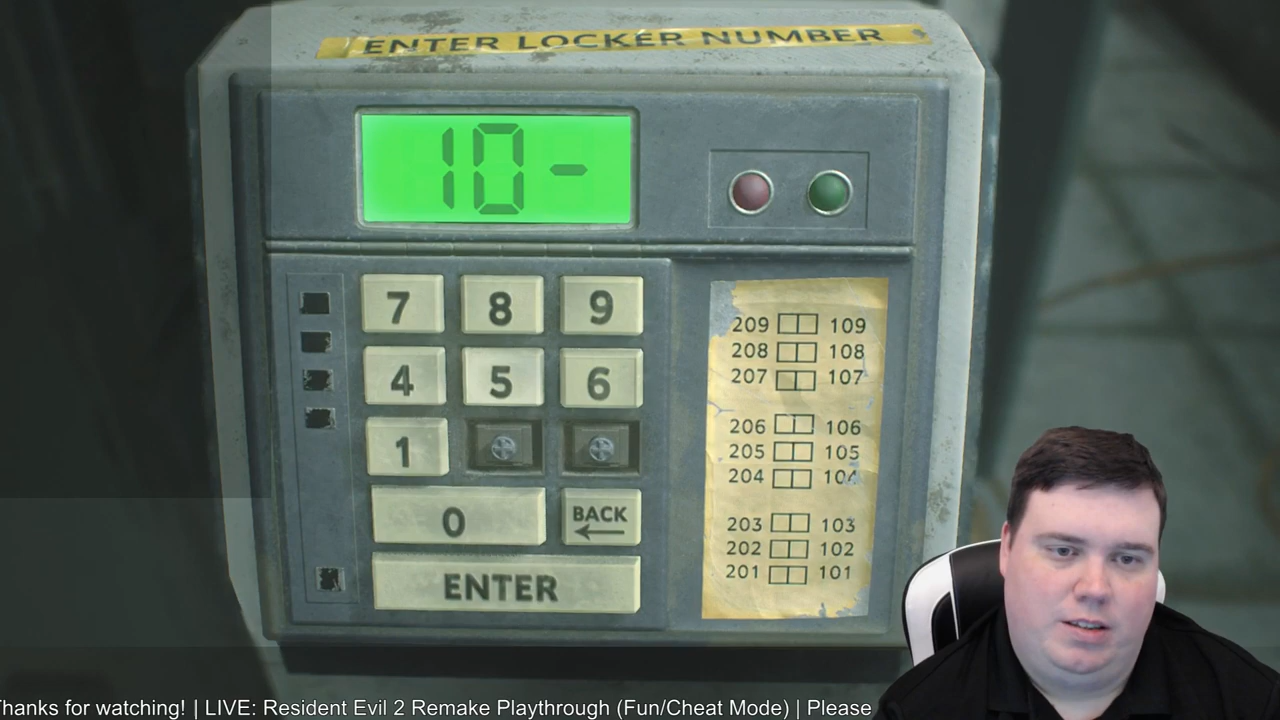 ENTER LOCKER NUMBER
10-
7 8 9
4 5 6
1
0 BACK
ENTER
209 109
208 108
207 107
206 106
205 105
204 104
203 103
202 102
201 101
hanks for watching! | LIVE: Resident Evil 2 Remake Playthrough (Fun/Cheat Mode) | Please